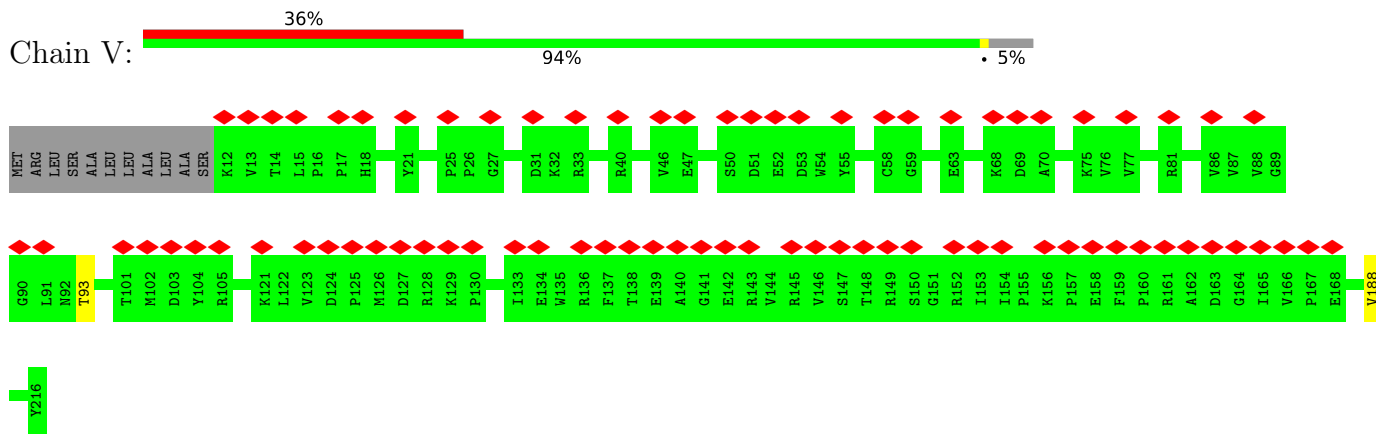 36%
Chain V:
94% • 5%
MET ARG LEU SER ALA LEU LEU ALA LEU ALA SER K12 V13 T14 L15 P16 P17 H18 Y21 P25 P26 G27 D31 K32 R33 R40 V46 E47 S50 D51 E52 D53 W54 Y55 C58 G59 E63 K68 D69 A70 K75 V76 V77 R81 V86 V87 V88 G89
G90 L91 N92 T93 T101 M102 D103 Y104 R105 K121 L122 V123 D124 P125 M126 D127 R128 K129 P130 I133 E134 W135 R136 F137 T138 E139 A140 G141 E142 R143 V144 R145 V146 S147 T148 R149 S150 G151 R152 I153 I154 P155 K156 P157 E158 F159 P160 R161 A162 D163 G164 I165 V166 P167 E168 V188
Y216